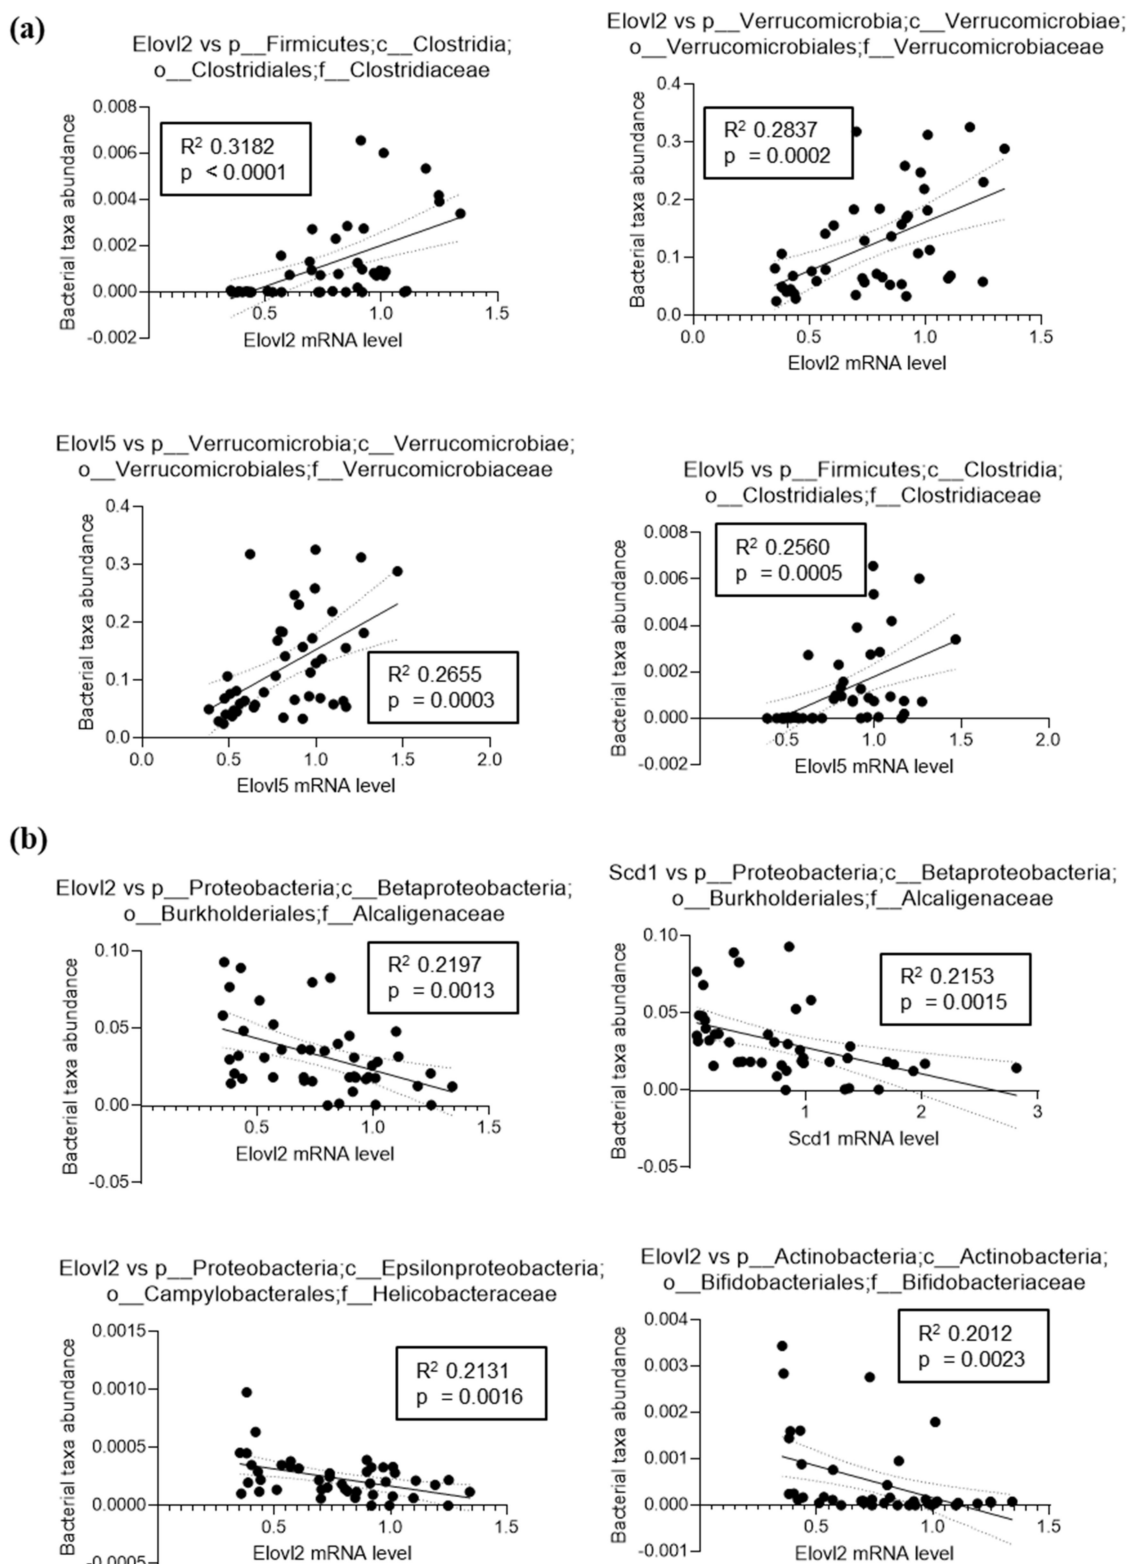 (a)
Elovl2 vs p__Firmicutes;c__Clostridia;
o__Clostridiales;f__Clostridiaceae
Bacterial taxa abundance
0.008
0.006
0.004
0.002
0.000
-0.002
R² 0.3182
p < 0.0001
0.5
1.0
1.5
Elovl2 mRNA level
Elovl2 vs p__Verrucomicrobia;c__Verrucomicrobiae;
o__Verrucomicrobiales;f__Verrucomicrobiaceae
Bacterial taxa abundance
0.4
0.3
0.2
0.1
0.0
R² 0.2837
p = 0.0002
0.0
0.5
1.0
1.5
Elovl2 mRNA level
Elovl5 vs p__Verrucomicrobia;c__Verrucomicrobiae;
o__Verrucomicrobiales;f__Verrucomicrobiaceae
Bacterial taxa abundance
0.4
0.3
0.2
0.1
0.0
R² 0.2655
p = 0.0003
0.0
0.5
1.0
1.5
2.0
Elovl5 mRNA level
Elovl5 vs p__Firmicutes;c__Clostridia;
o__Clostridiales;f__Clostridiaceae
Bacterial taxa abundance
0.008
0.006
0.004
0.002
0.000
-0.002
R² 0.2560
p = 0.0005
0.5
1.0
1.5
2.0
Elovl5 mRNA level
(b)
Elovl2 vs p__Proteobacteria;c__Betaproteobacteria;
o__Burkholderiales;f__Alcaligenaceae
Bacterial taxa abundance
0.10
0.05
0.00
-0.05
R² 0.2197
p = 0.0013
0.5
1.0
1.5
Elovl2 mRNA level
Scd1 vs p__Proteobacteria;c__Betaproteobacteria;
o__Burkholderiales;f__Alcaligenaceae
Bacterial taxa abundance
0.10
0.05
0.00
-0.05
R² 0.2153
p = 0.0015
1
2
3
Scd1 mRNA level
Elovl2 vs p__Proteobacteria;c__Epsilonproteobacteria;
o__Campylobacterales;f__Helicobacteraceae
Bacterial taxa abundance
0.0015
0.0010
0.0005
0.0000
-0.0005
R² 0.2131
p = 0.0016
0.5
1.0
1.5
Elovl2 mRNA level
Elovl2 vs p__Actinobacteria;c__Actinobacteria;
o__Bifidobacteriales;f__Bifidobacteriaceae
Bacterial taxa abundance
0.004
0.003
0.002
0.001
0.000
-0.001
R² 0.2012
p = 0.0023
0.5
1.0
1.5
Elovl2 mRNA level